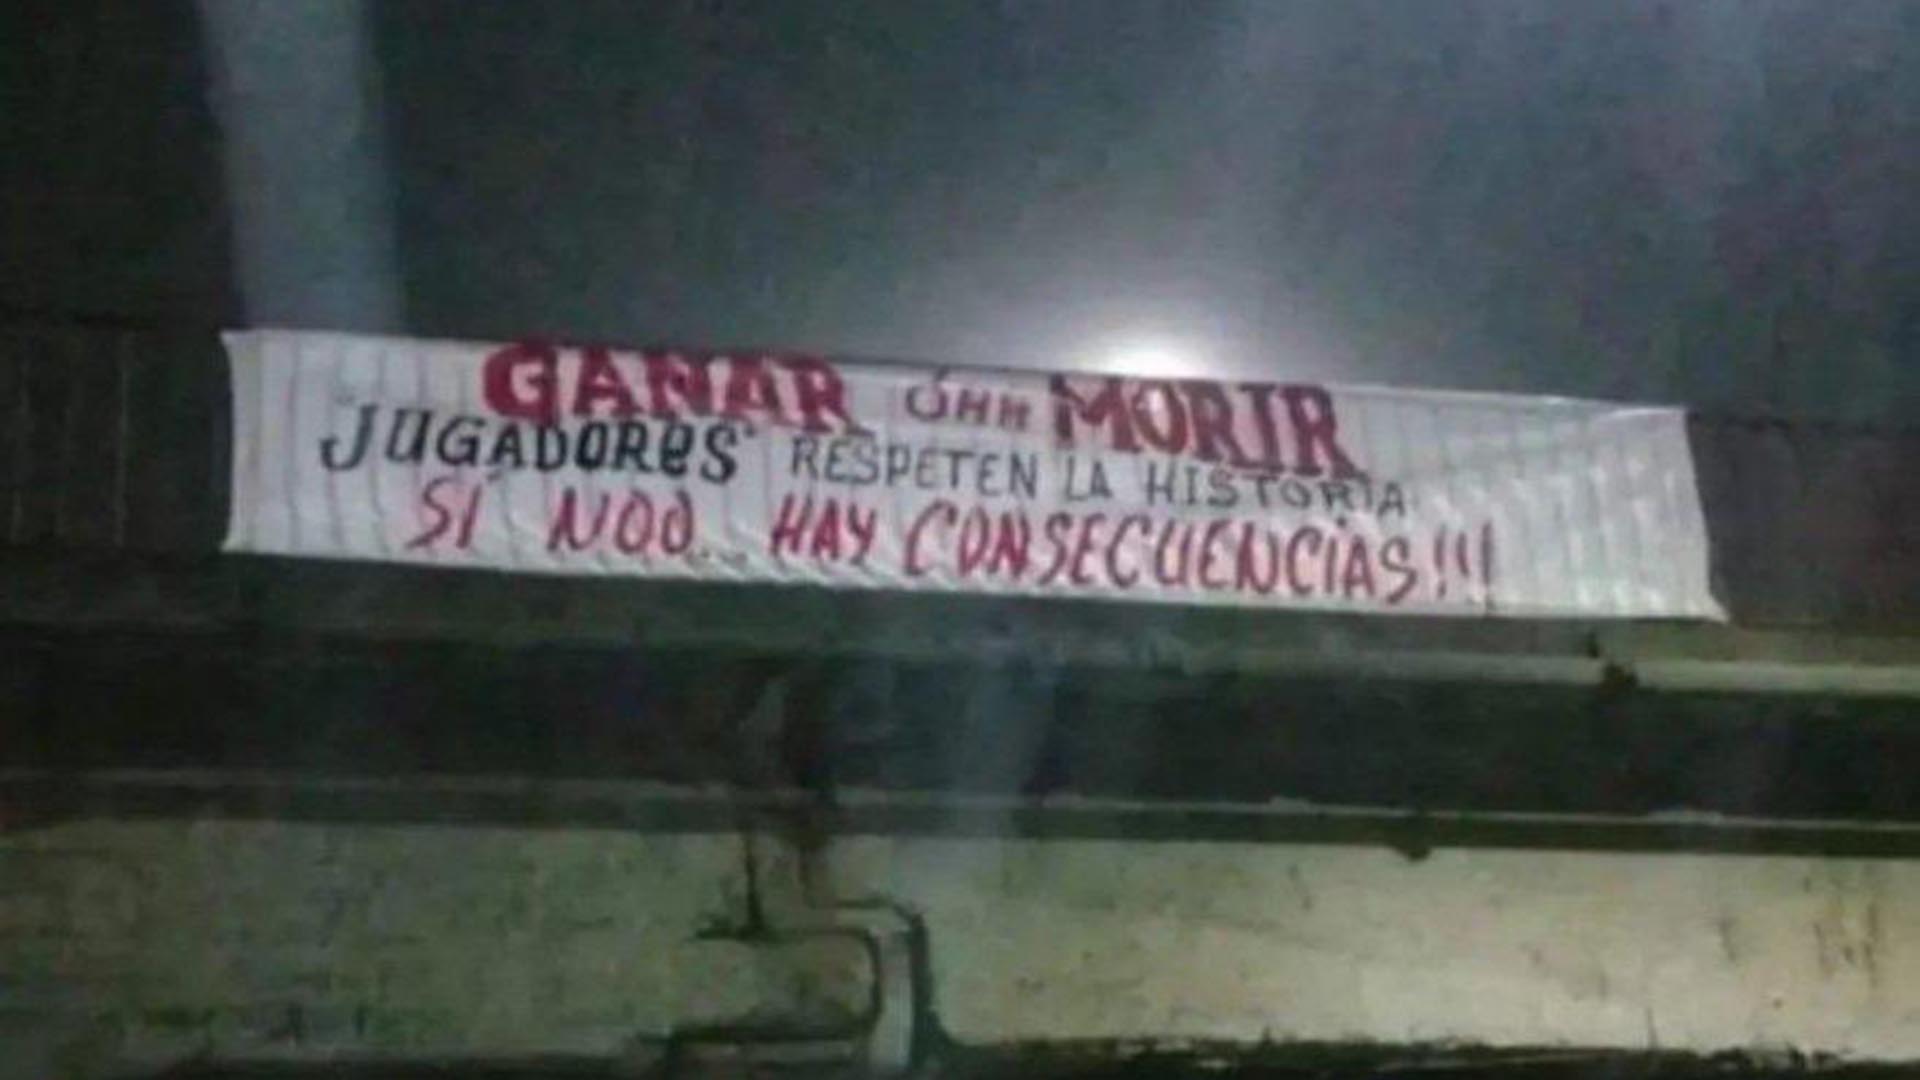 GANAR ÓHH MORIR
"JUGADORES" RESPETEN LA HISTORIA
SI NOO... HAY CONSECUENCIAS!!!